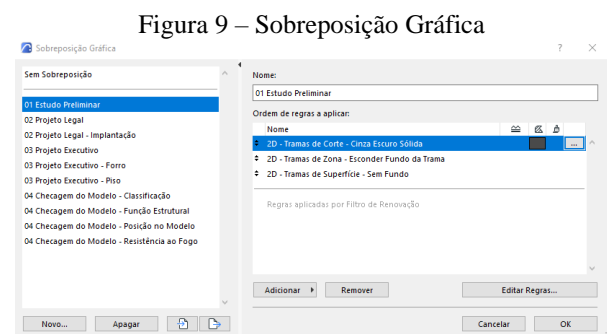 Figura 9 – Sobreposição Gráfica
Sobreposição Gráfica
Sem Sobreposição
01 Estudo Preliminar
02 Projeto Legal
02 Projeto Legal - Implantação
03 Projeto Executivo
03 Projeto Executivo - Forro
03 Projeto Executivo - Piso
04 Checagem do Modelo - Classificação
04 Checagem do Modelo - Função Estrutural
04 Checagem do Modelo - Posição no Modelo
04 Checagem do Modelo - Resistência ao Fogo
Novo... Apagar
Nome:
01 Estudo Preliminar
Ordem de regras a aplicar:
Nome
2D - Tramas de Corte - Cinza Escuro Sólida ...
2D - Tramas de Zona - Esconder Fundo da Trama
2D - Tramas de Superfície - Sem Fundo
Regras aplicadas por Filtro de Renovação
Adicionar Remover Editar Regras...
Cancelar OK